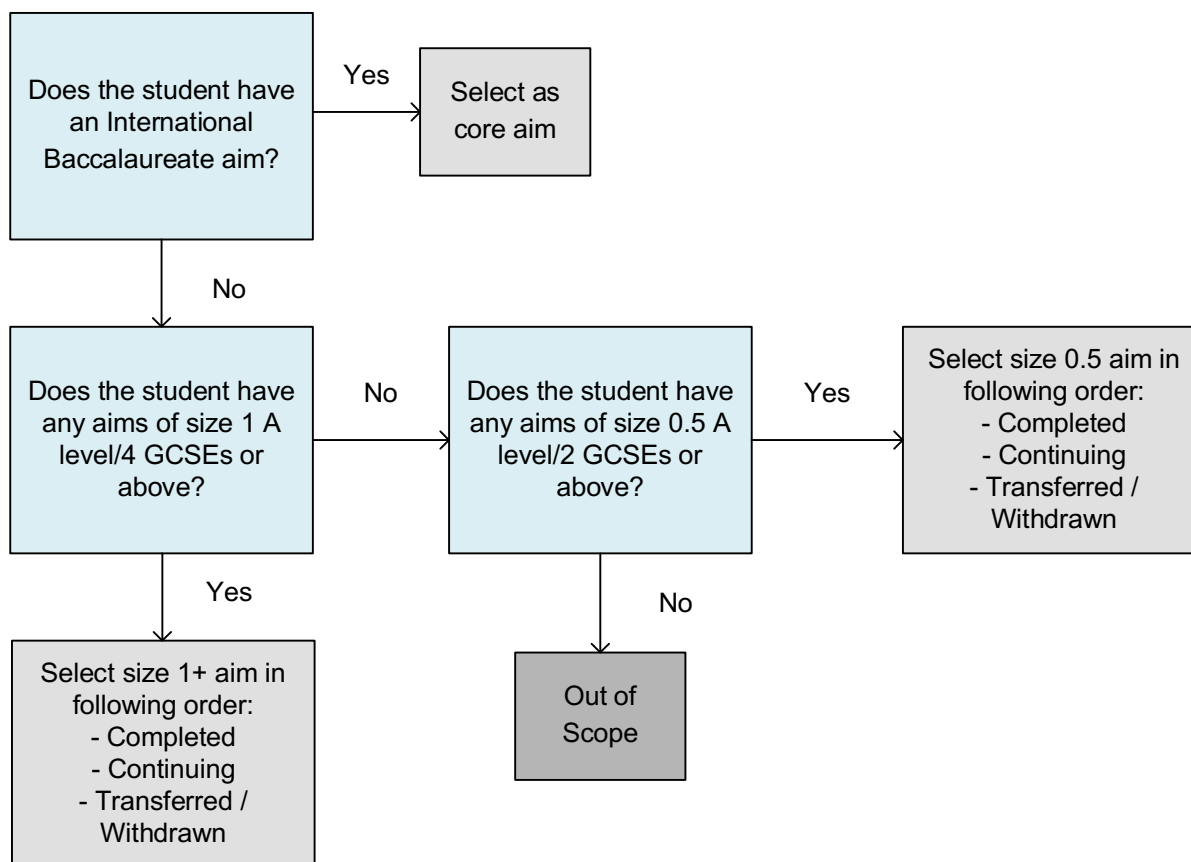 Does the student have
an International
Baccalaureate aim?
Yes
Select as
core aim
No
Does the student have
any aims of size 1 A
level/4 GCSEs or
above?
No
Does the student have
any aims of size 0.5 A
level/2 GCSEs or
above?
Yes
Select size 0.5 aim in
following order:
- Completed
- Continuing
- Transferred /
Withdrawn
Yes
Select size 1+ aim in
following order:
- Completed
- Continuing
- Transferred /
Withdrawn
No
Out of
Scope